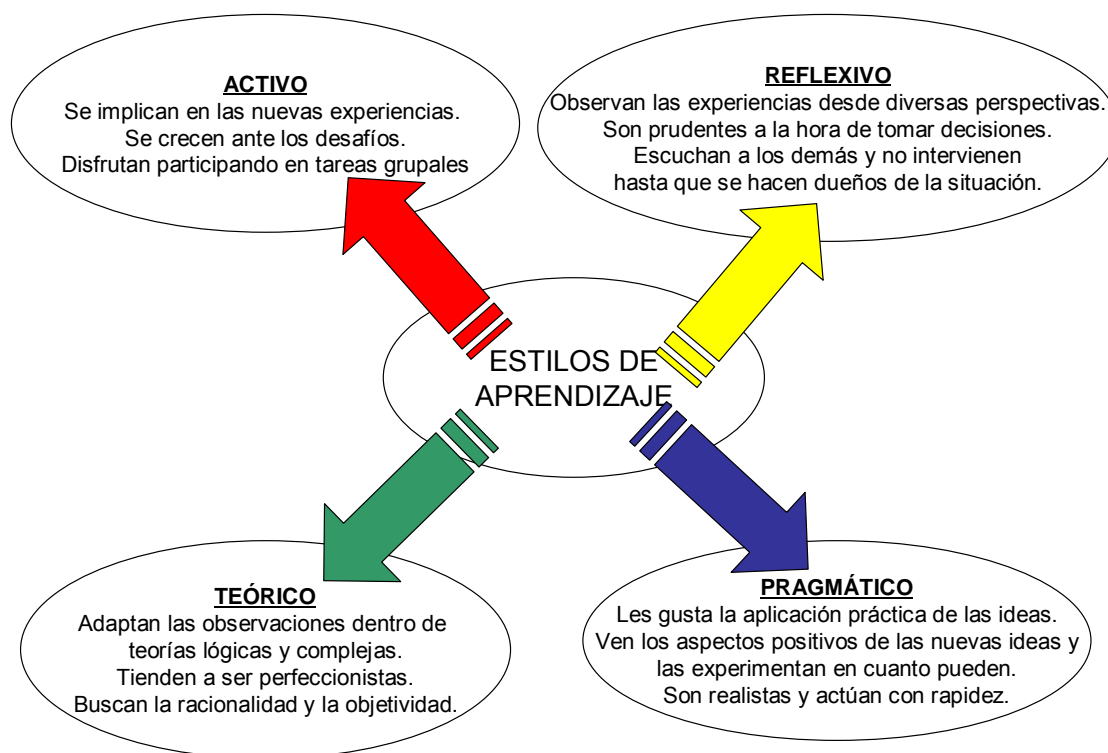 ACTIVO
Se implican en las nuevas experiencias.
Se crecen ante los desafíos.
Disfrutan participando en tareas grupales
REFLEXIVO
Observan las experiencias desde diversas perspectivas.
Son prudentes a la hora de tomar decisiones.
Escuchan a los demás y no intervienen
hasta que se hacen dueños de la situación.
ESTILOS DE
APRENDIZAJE
TEÓRICO
Adaptan las observaciones dentro de
teorías lógicas y complejas.
Tienden a ser perfeccionistas.
Buscan la racionalidad y la objetividad.
PRAGMÁTICO
Les gusta la aplicación práctica de las ideas.
Ven los aspectos positivos de las nuevas ideas y
las experimentan en cuanto pueden.
Son realistas y actúan con rapidez.